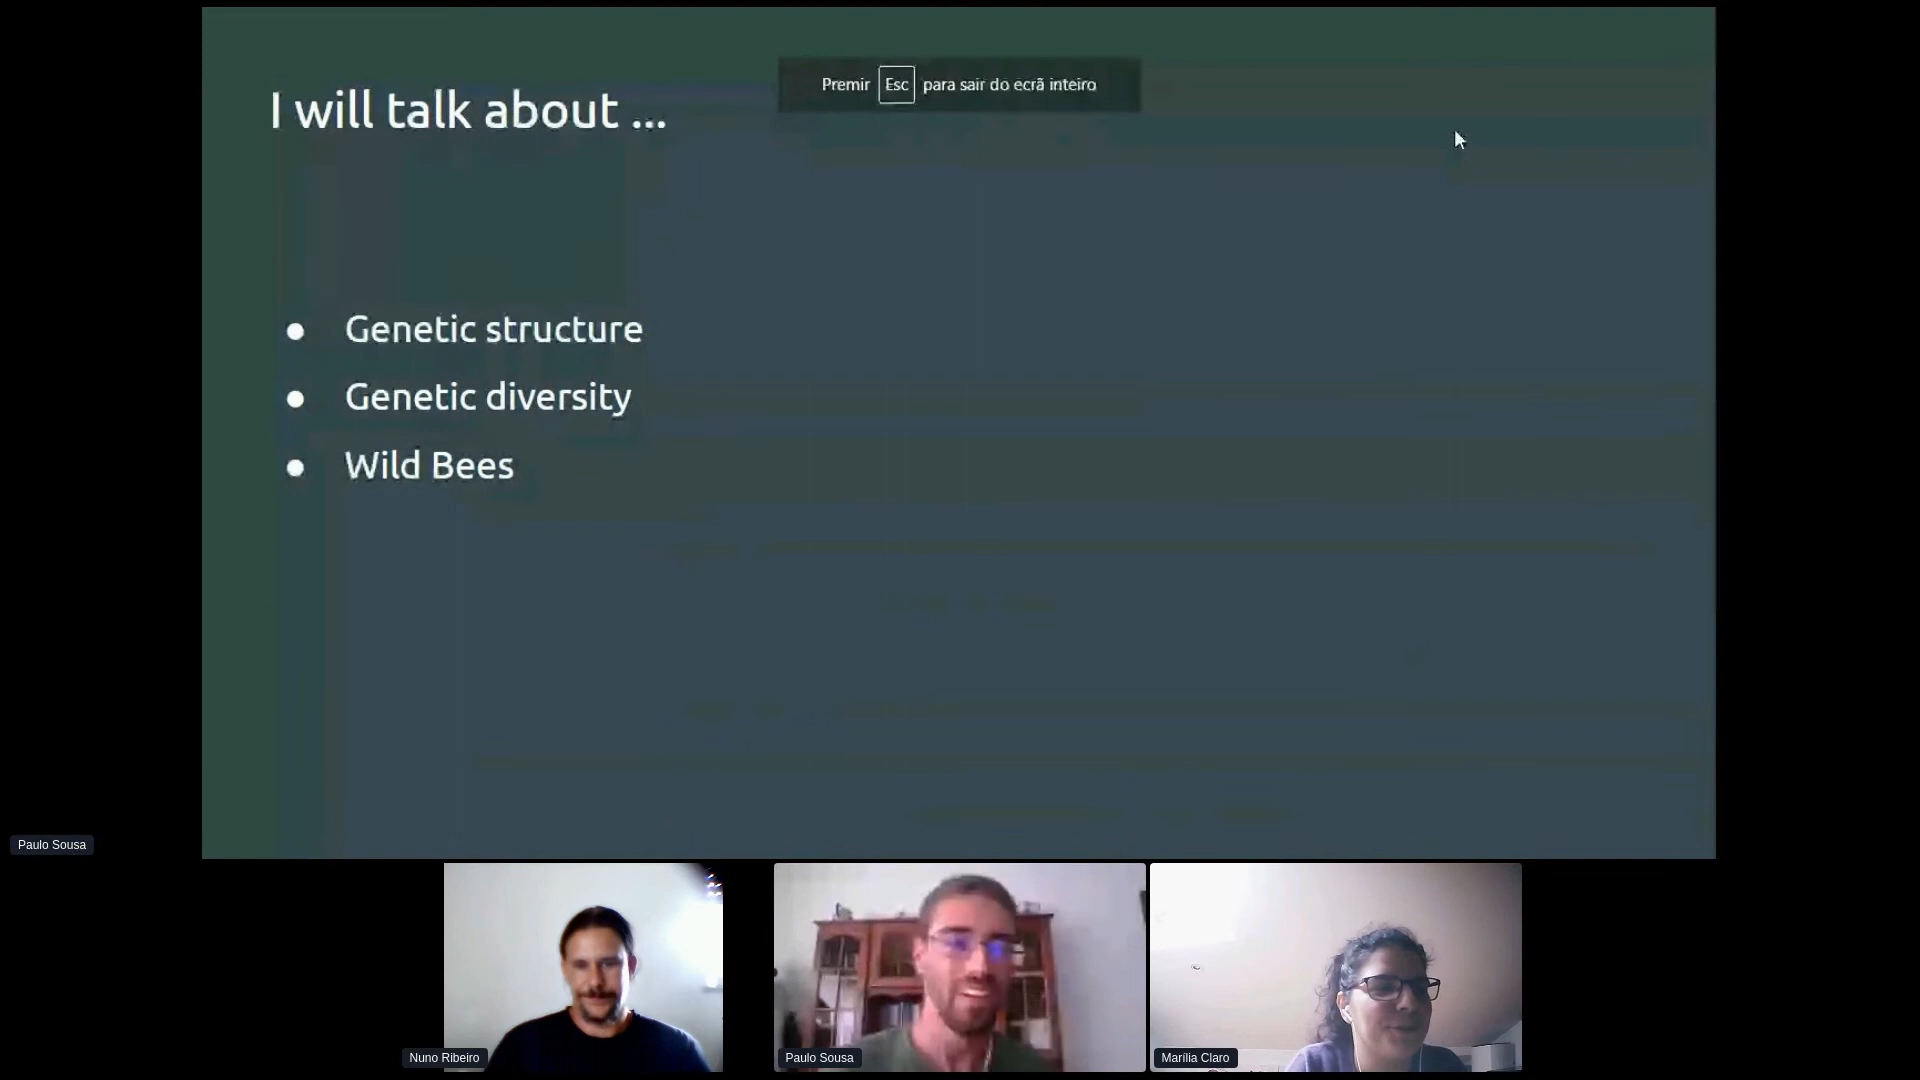 Premir Esc para sair do ecrã inteiro
I will talk about ...
● Genetic structure
● Genetic diversity
● Wild Bees
Paulo Sousa
Nuno Ribeiro
Paulo Sousa
Marília Claro